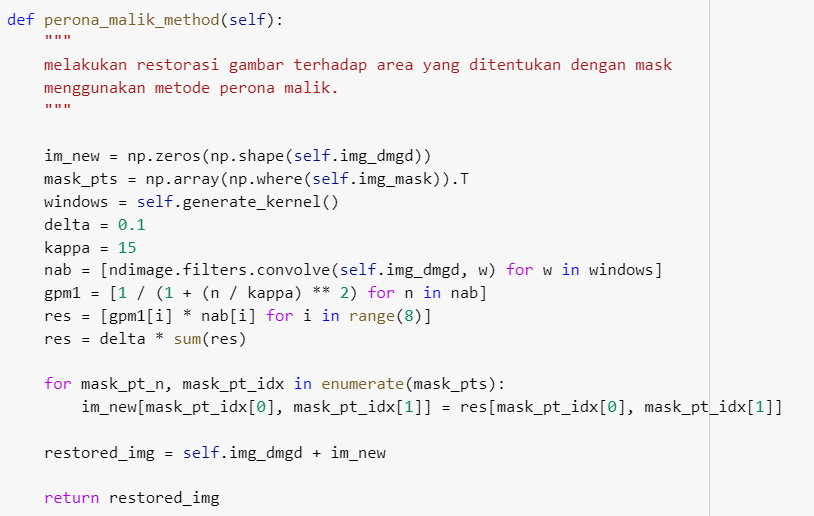 def perona_malik_method(self):
    """
    melakukan restorasi gambar terhadap area yang ditentukan dengan mask
    menggunakan metode perona malik.
    """

    im_new = np.zeros(np.shape(self.img_dmgd))
    mask_pts = np.array(np.where(self.img_mask)).T
    windows = self.generate_kernel()
    delta = 0.1
    kappa = 15
    nab = [ndimage.filters.convolve(self.img_dmgd, w) for w in windows]
    gpm1 = [1 / (1 + (n / kappa) ** 2) for n in nab]
    res = [gpm1[i] * nab[i] for i in range(8)]
    res = delta * sum(res)

    for mask_pt_n, mask_pt_idx in enumerate(mask_pts):
        im_new[mask_pt_idx[0], mask_pt_idx[1]] = res[mask_pt_idx[0], mask_pt_idx[1]]

    restored_img = self.img_dmgd + im_new

    return restored_img